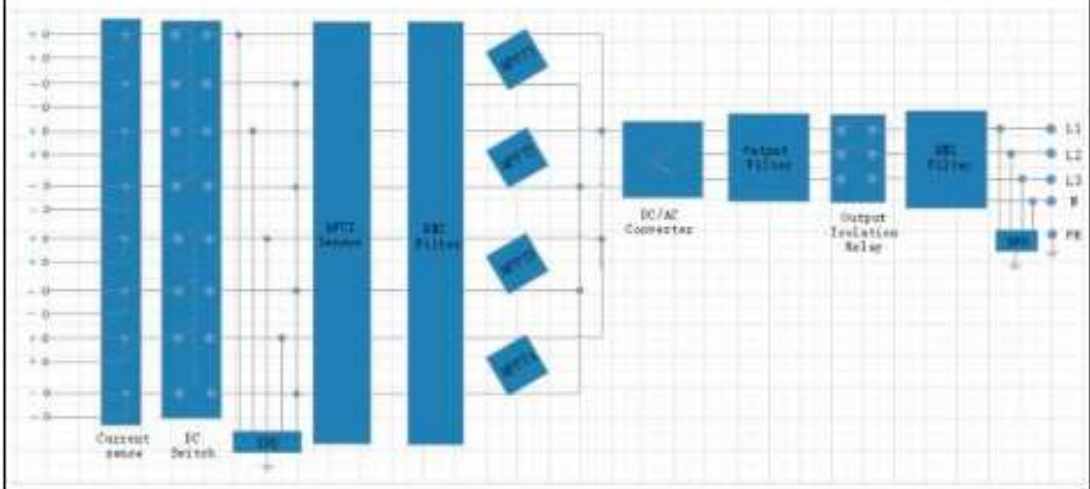 MPPT1
MPPT2
MPPT3
MPPT4
AFCI
Sensor
EMI
Filter
Output
Filter
EMI
Filter
L1
L2
L3
N
PE
DC/AC
Converter
Output
Isolation
Relay
SPD
Current
sense
DC
Switch
SPD